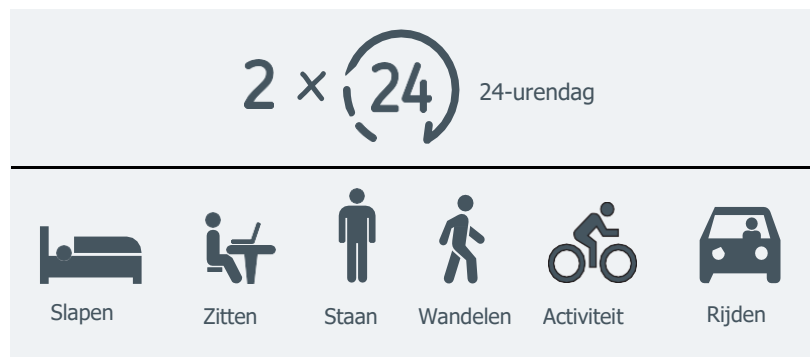 2 × 24 24-urendag
Slapen Zitten Staan Wandelen Activiteit Rijden